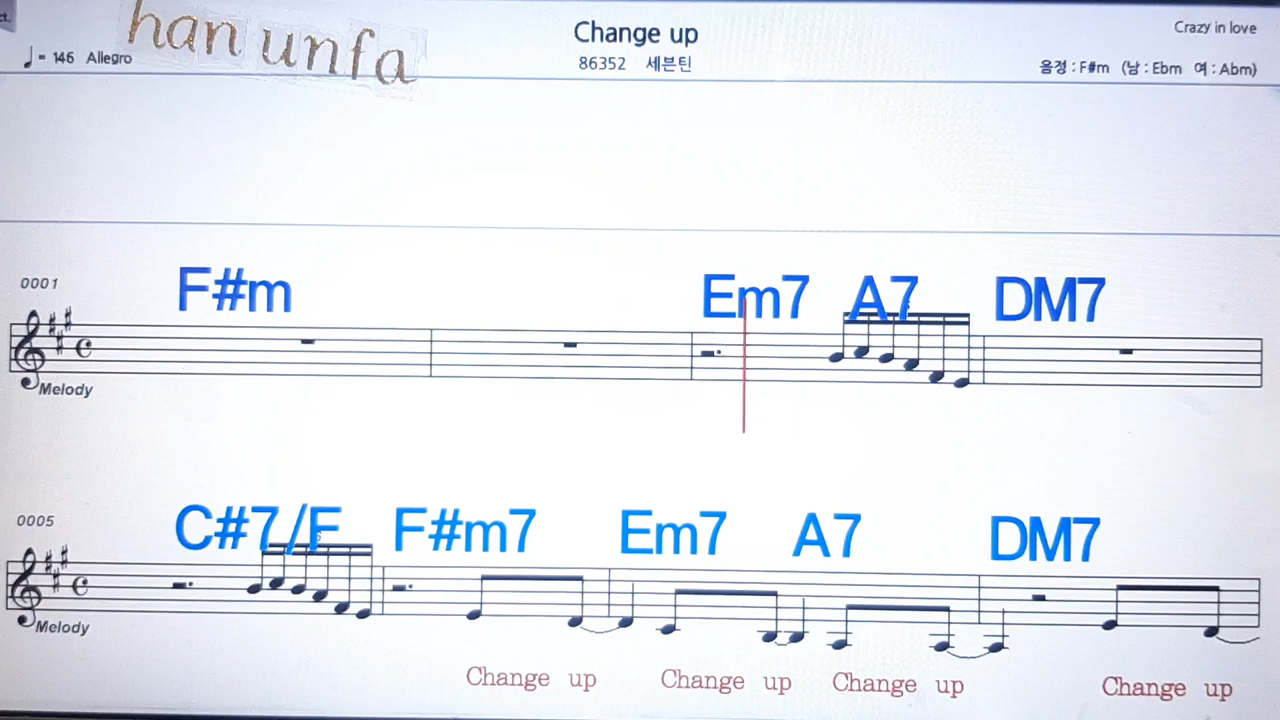 ct.
han unfa
Change up
Crazy in love
♩= 146 Allegro
86352 세븐틴
음정 : F#m (남 : Ebm 여 : Abm)
0001
F#m Em7 A7 DM7
Melody
0005
C#7/F F#m7 Em7 A7 DM7
Melody
Change up Change up Change up Change up